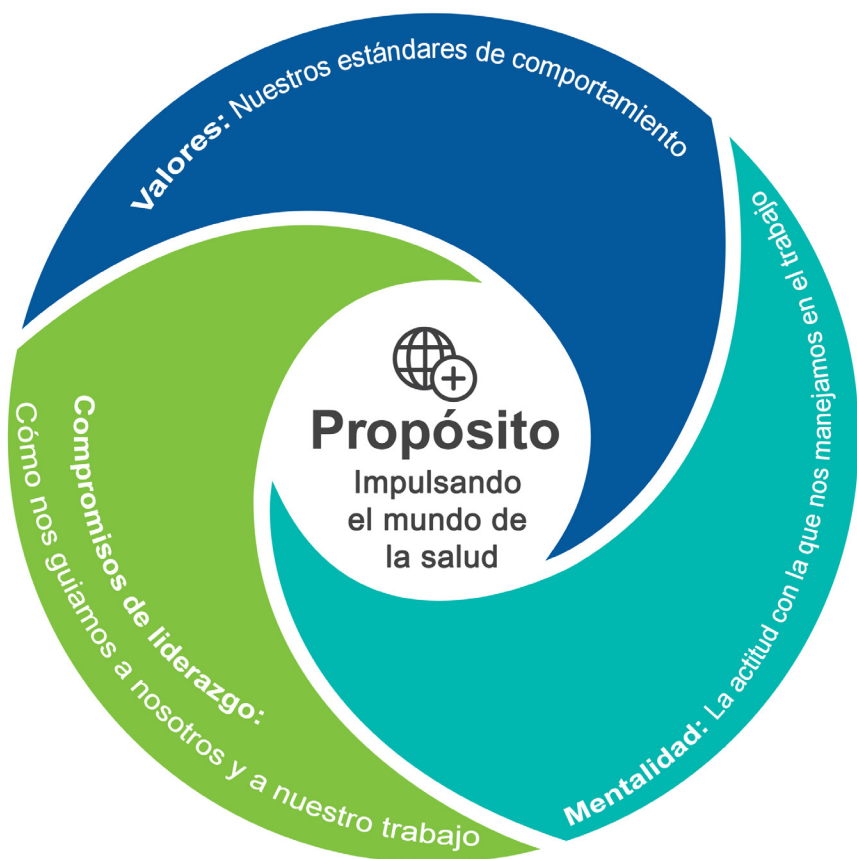 Valores: Nuestros estándares de comportamiento
Mentalidad: La actitud con la que nos manejamos en el trabajo
Compromisos de liderazgo:
Cómo nos guiamos a nosotros y a nuestro trabajo
Propósito
Impulsando
el mundo de
la salud